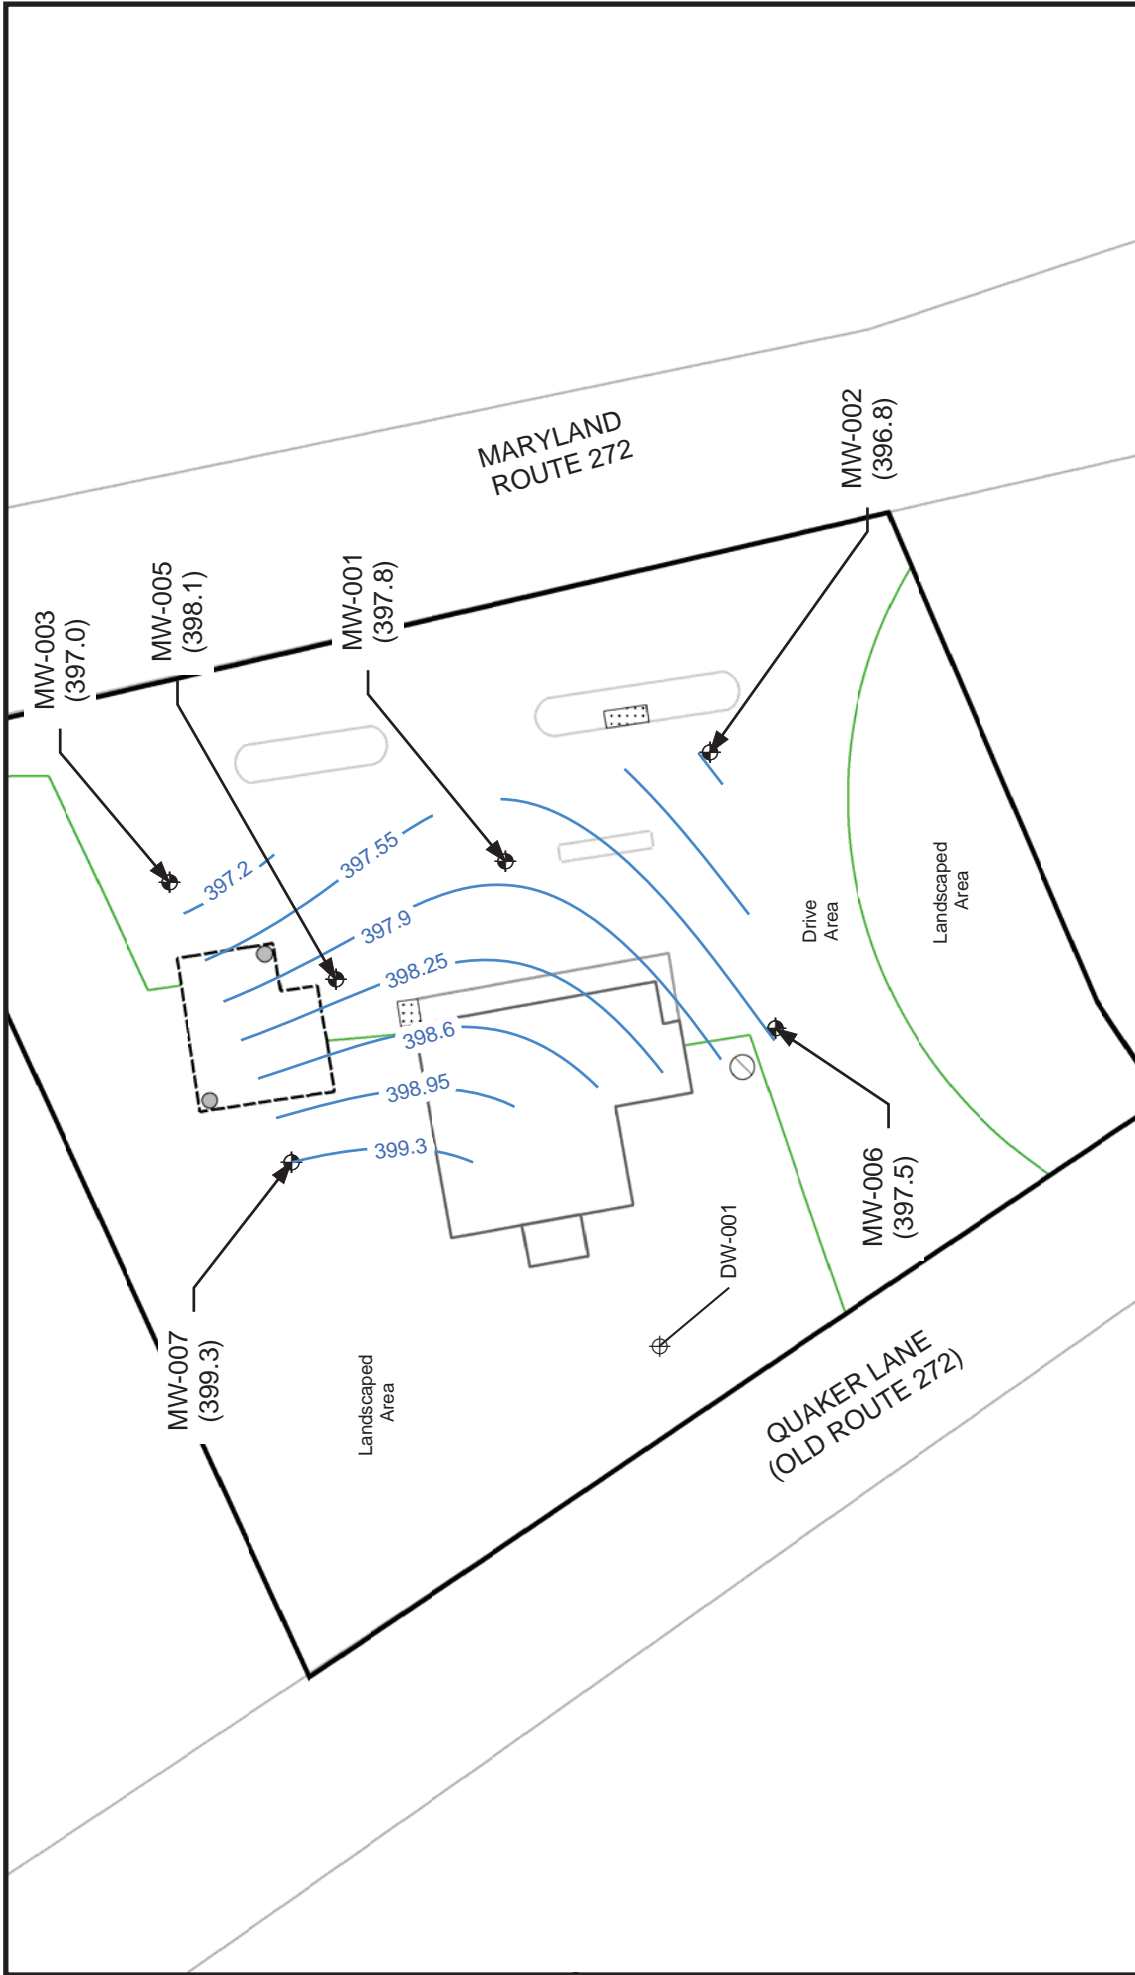 MW-003
(397.0)
MW-005
(398.1)
MW-001
(397.8)
MARYLAND
ROUTE 272
MW-002
(396.8)
397.2
397.55
397.9
398.25
398.6
398.95
399.3
Drive
Area
Landscaped
Area
MW-007
(399.3)
Landscaped
Area
DW-001
MW-006
(397.5)
QUAKER LANE
(OLD ROUTE 272)